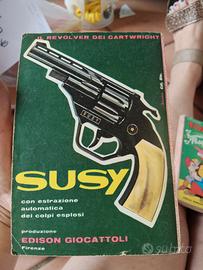 IL REVOLVER DEI CARTWRIGHT
SUSY
con estrazione
automatica
dei colpi esplosi
produzione
EDISON GIOCATTOLI
Firenze
subito